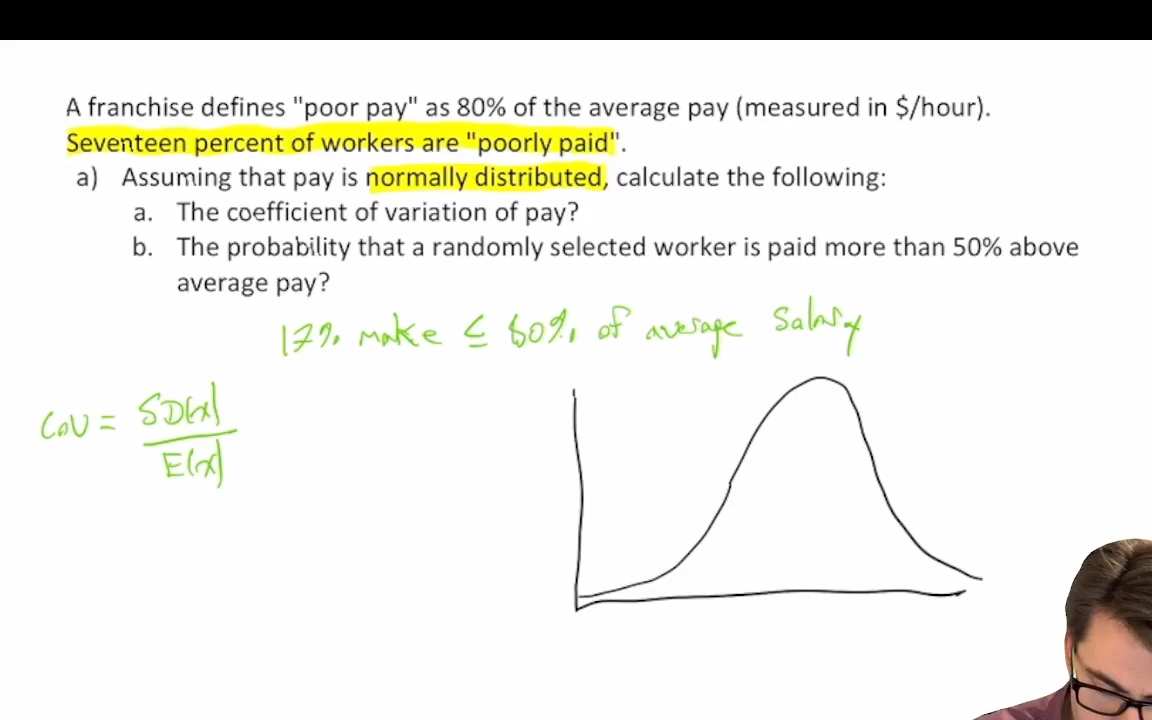 A franchise defines "poor pay" as 80% of the average pay (measured in $/hour).
Seventeen percent of workers are "poorly paid".
a) Assuming that pay is normally distributed, calculate the following:
a. The coefficient of variation of pay?
b. The probability that a randomly selected worker is paid more than 50% above
average pay?
17% make ≤ 80% of average salary
COV = SD(x)
E(x)